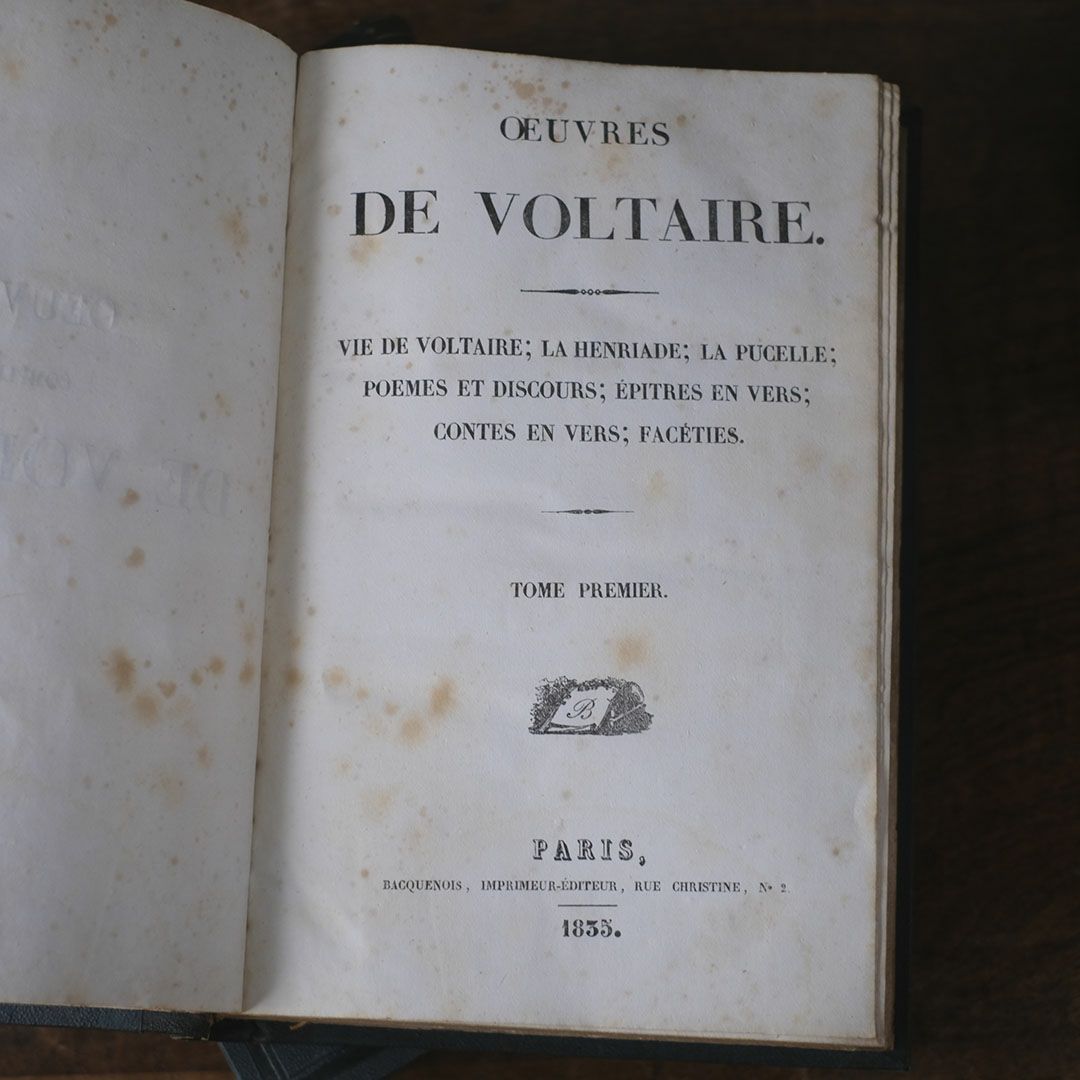 OEUVRES
DE VOLTAIRE.
VIE DE VOLTAIRE; LA HENRIADE; LA PUCELLE;
POEMES ET DISCOURS; ÉPITRES EN VERS;
CONTES EN VERS; FACÉTIES.
TOME PREMIER.
B
PARIS,
BACQUENOIS, IMPRIMEUR-ÉDITEUR, RUE CHRISTINE, N° 2.
1835.